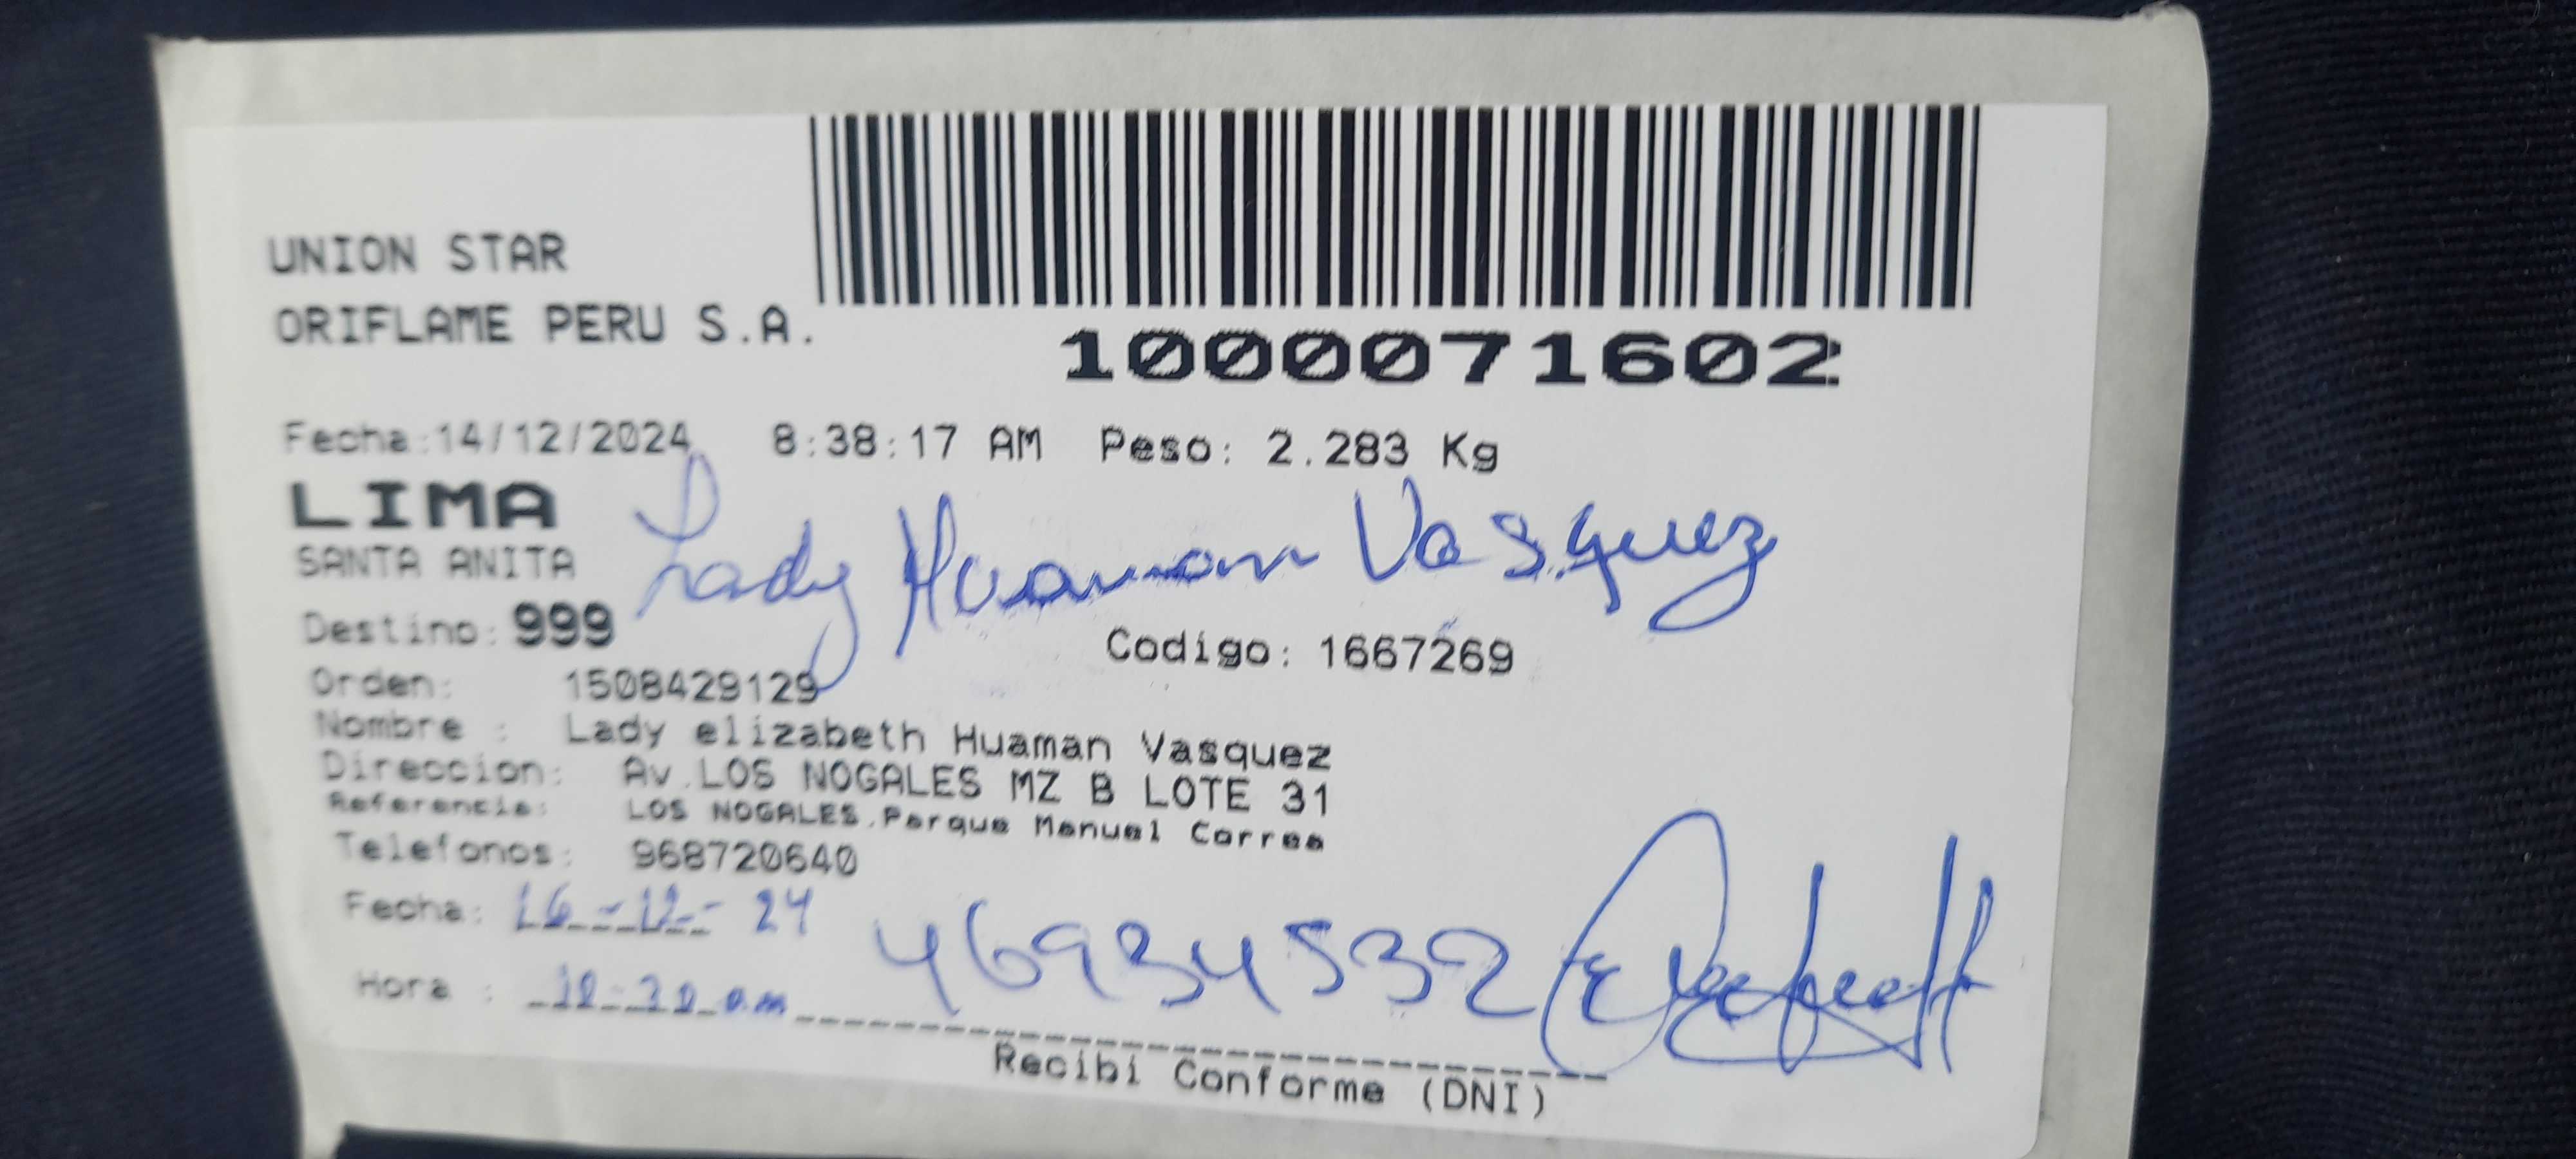 UNION STAR
ORIFLAME PERU S.A.
1000071602
Fecha:14/12/2024 8:38:17 AM Peso: 2.283 Kg
LIMA
SANTA ANITA
Lady Huaman Vasquez
Destino: 999
Codigo: 1667269
Orden: 1508429129
Nombre : Lady elizabeth Huaman Vasquez
Direccion: Av.LOS NOGALES MZ B LOTE 31
Referencia: LOS NOGALES.Parque Manuel Correa
Telefonos: 968720640
Fecha: 16-12-24
46934532
Hora : a.m
Recibi Conforme (DNI)